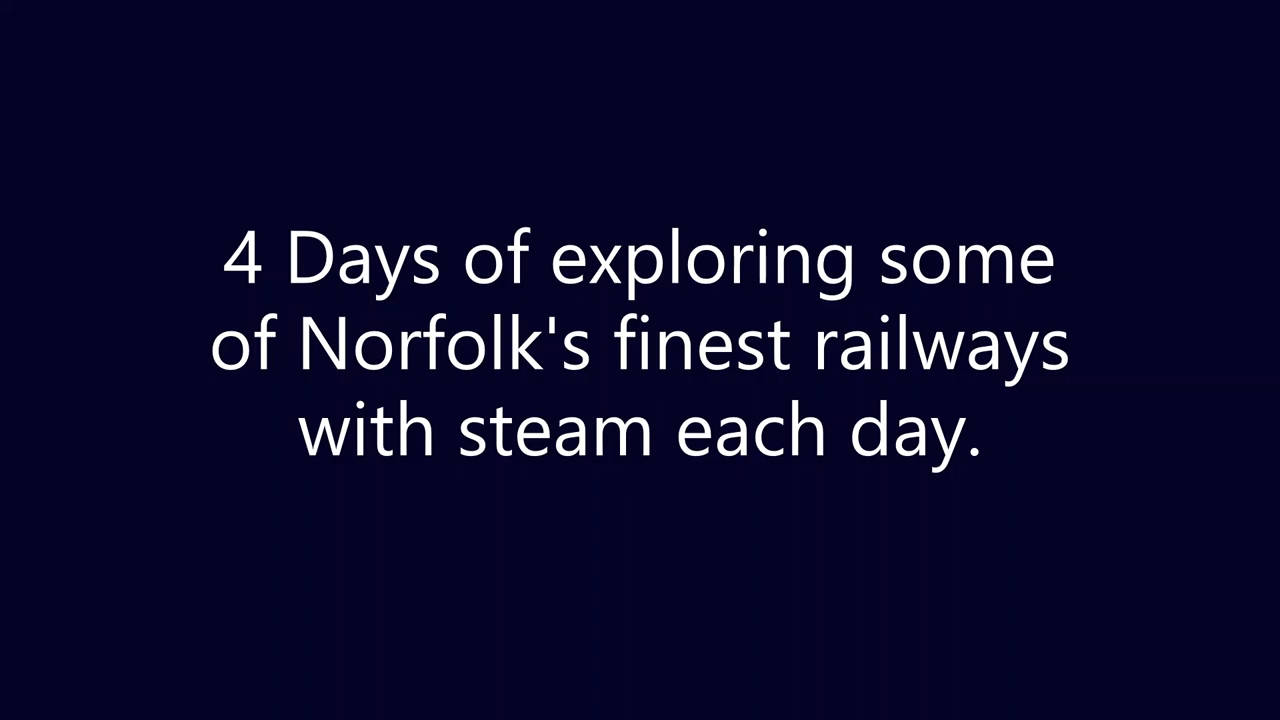 4 Days of exploring some
of Norfolk's finest railways
with steam each day.